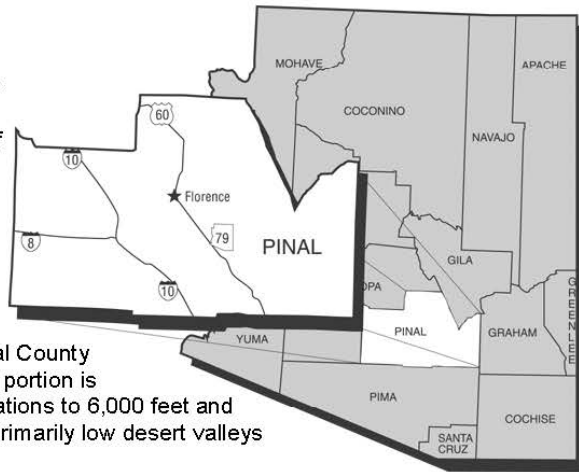 MOHAVE
APACHE
COCONINO
NAVAJO
60
10
Florence
8
79
PINAL
10
GILA
OPA
GREENLEE
PINAL
GRAHAM
YUMA
PIMA
COCHISE
SANTA
CRUZ
al County
portion is
ations to 6,000 feet and
rimarily low desert valleys